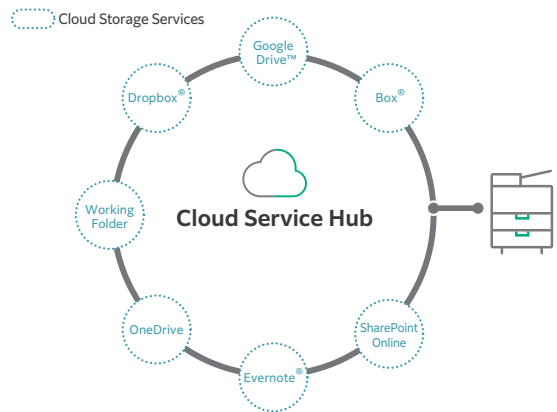 Cloud Storage Services
Google
Drive™
Dropbox®
Box®
Working
Folder
Cloud Service Hub
OneDrive
SharePoint
Online
Evernote®